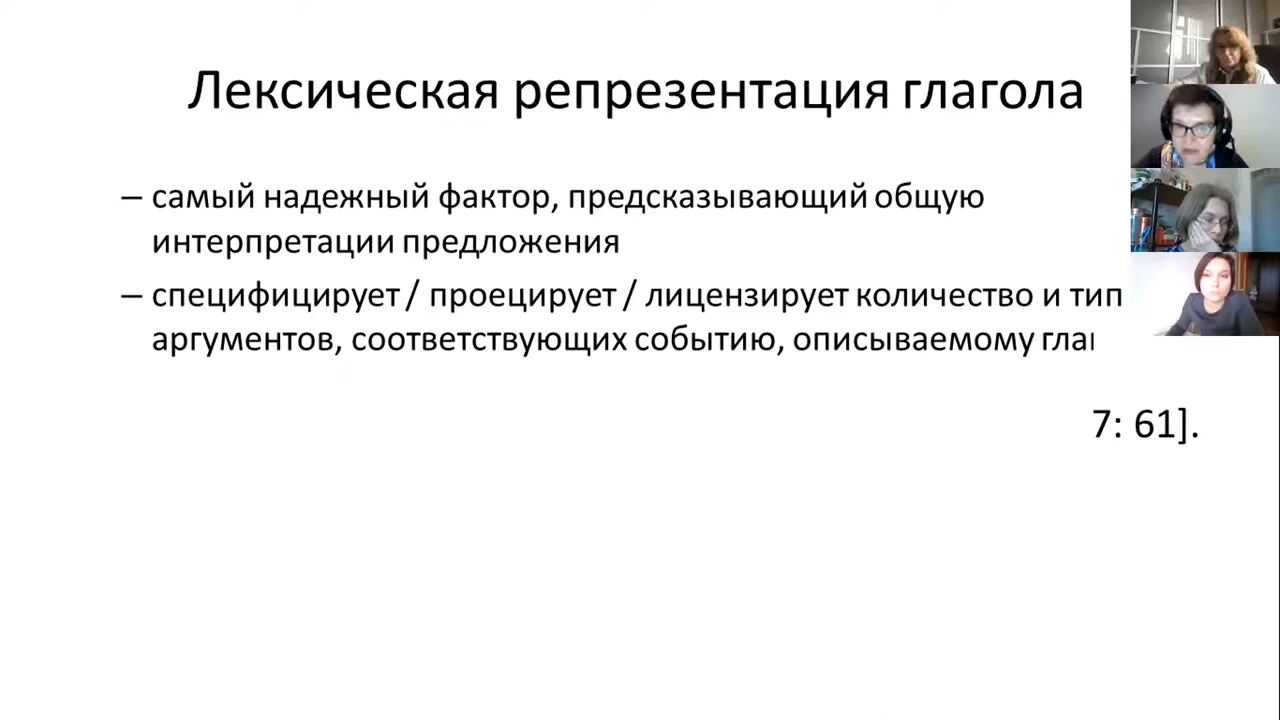 Лексическая репрезентация глагола
– самый надежный фактор, предсказывающий общую
интерпретации предложения
– специфицирует / проецирует / лицензирует количество и тип
аргументов, соответствующих событию, описываемому
7: 61].